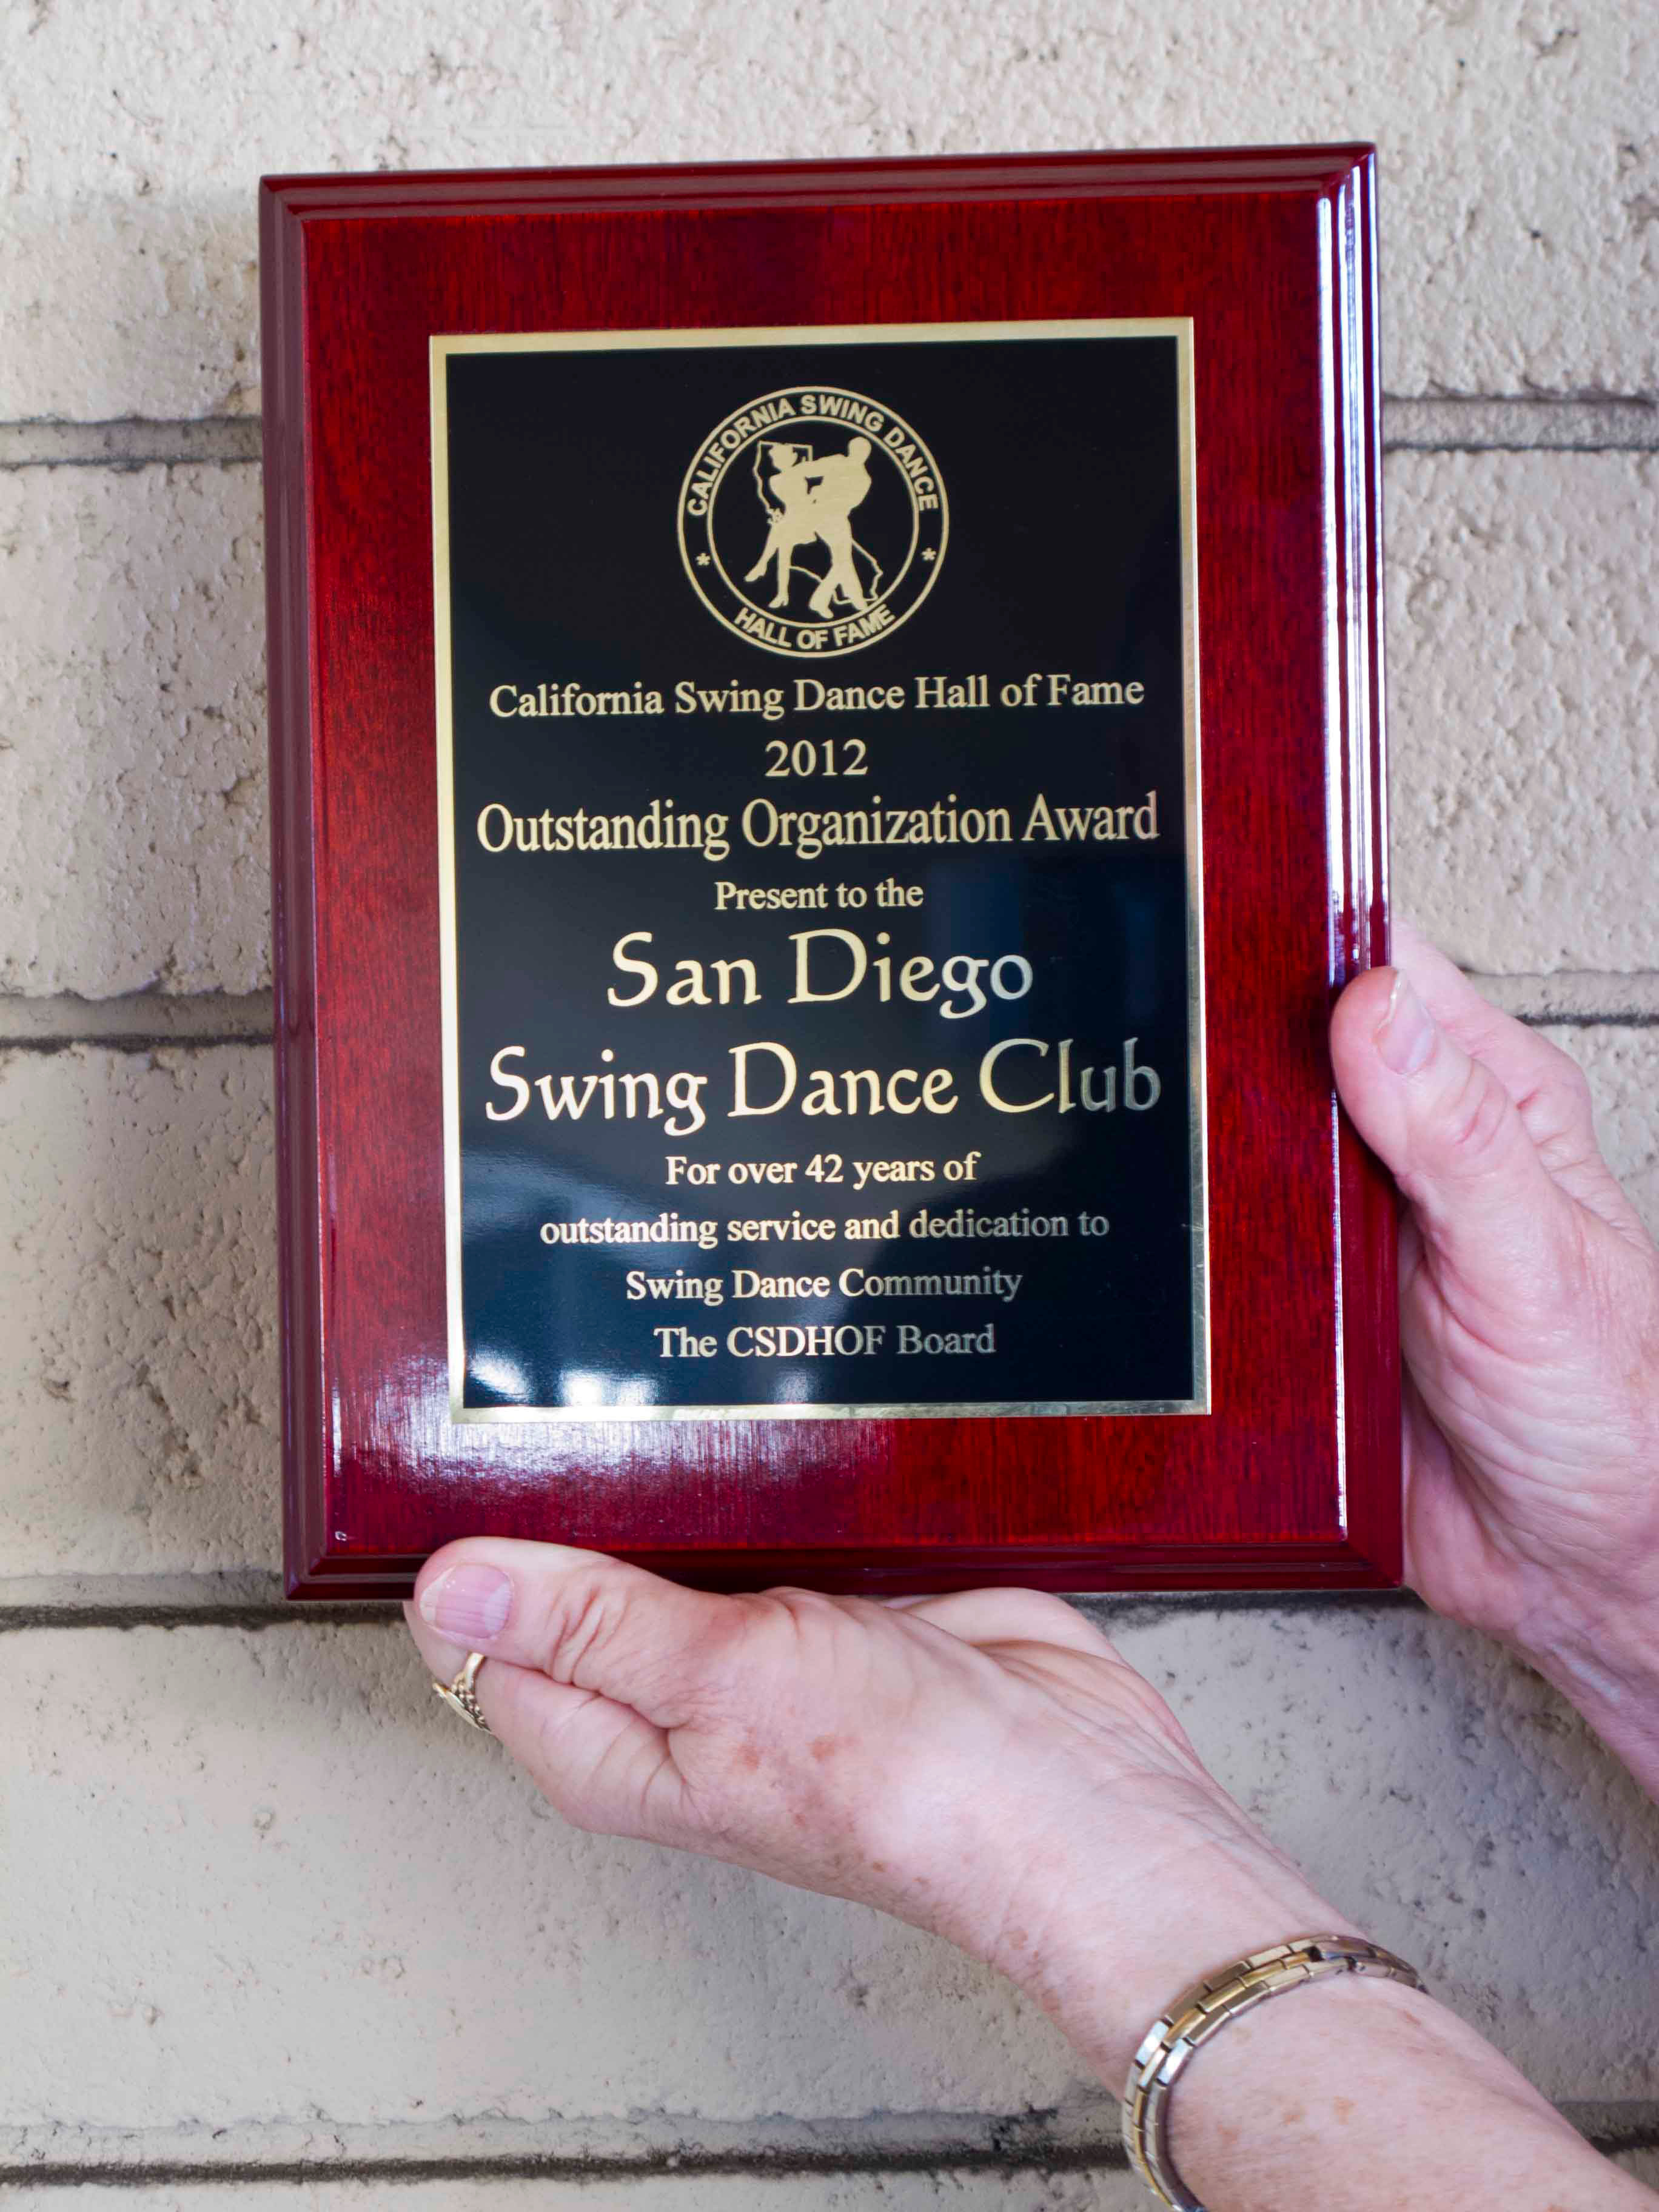 CALIFORNIA SWING DANCE
* *
HALL OF FAME
California Swing Dance Hall of Fame
2012
Outstanding Organization Award
Present to the
San Diego
Swing Dance Club
For over 42 years of
outstanding service and dedication to
Swing Dance Community
The CSDHOF Board